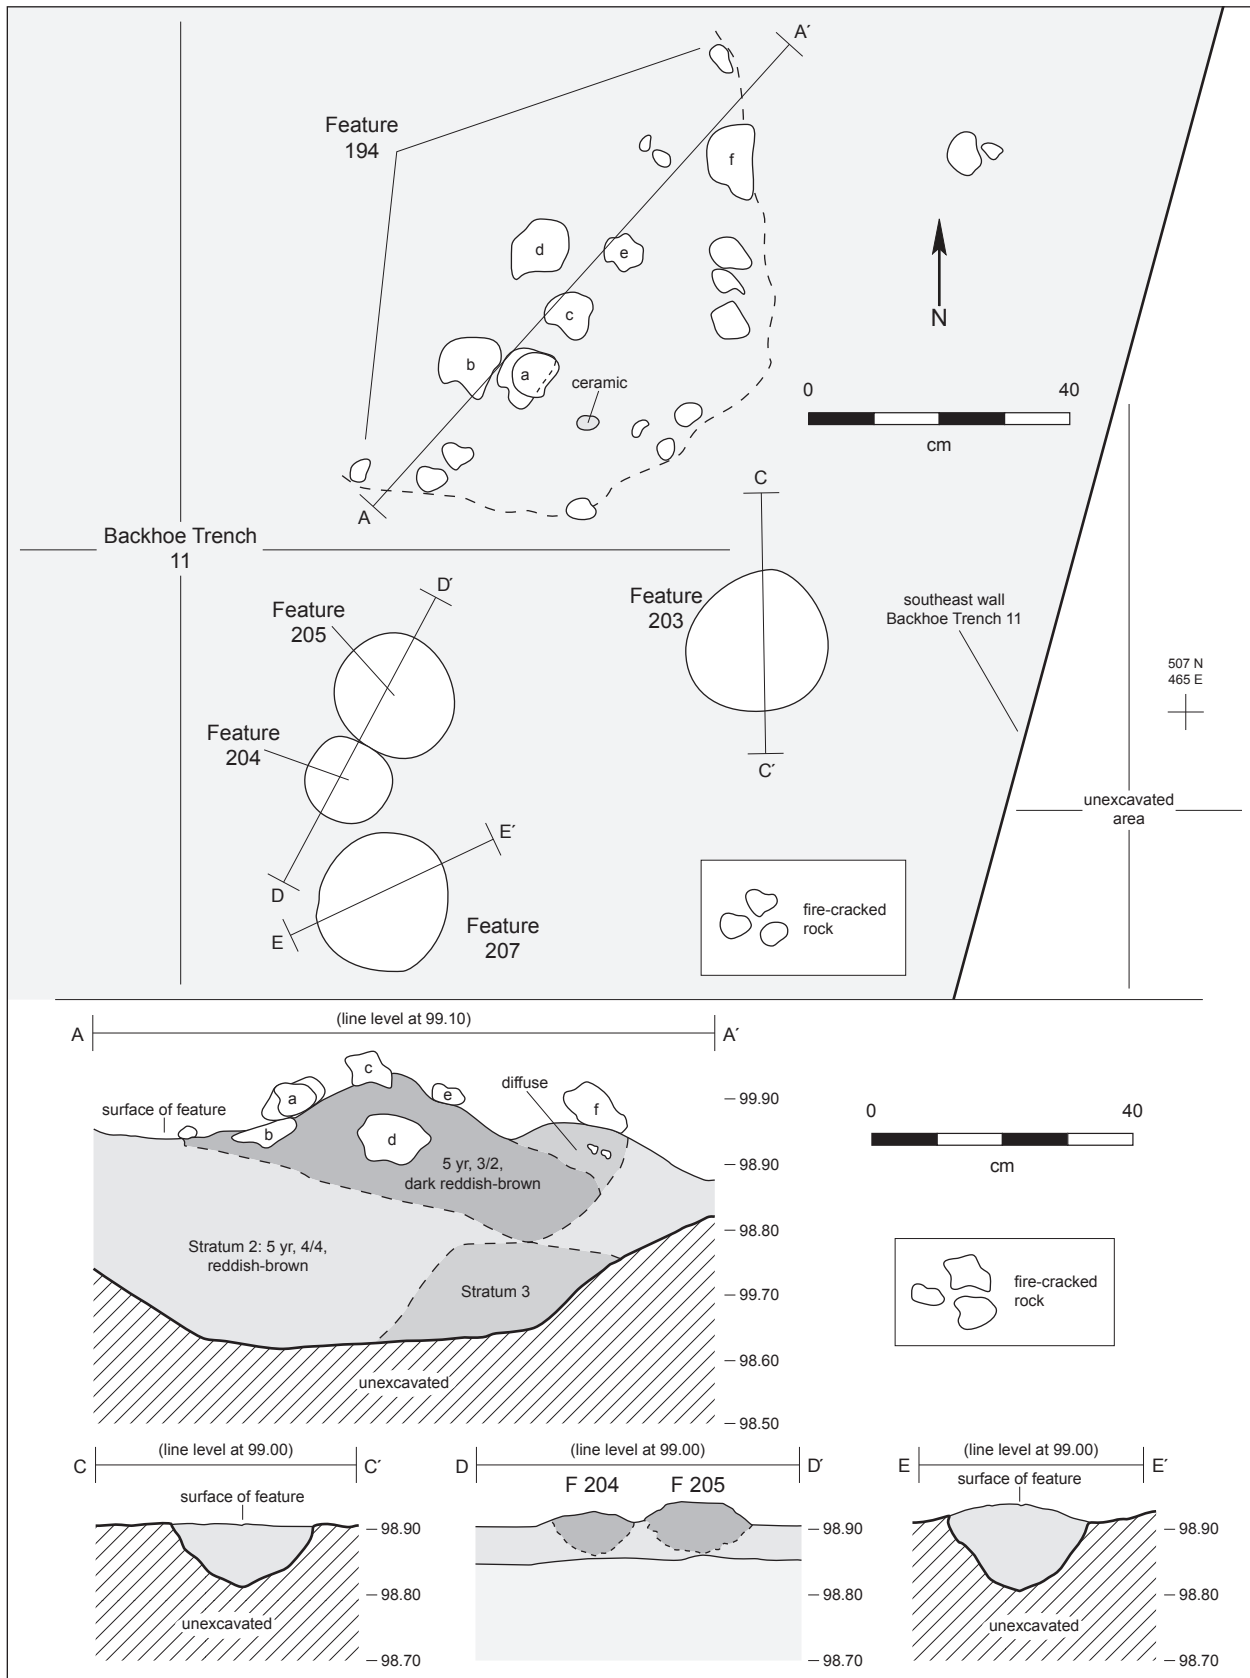 A´
Feature
194
f
d
e
c
b
a
ceramic
N
0
40
cm
A
C
Backhoe Trench
11
D´
Feature
205
Feature
203
southeast wall
Backhoe Trench 11
507 N
465 E
Feature
204
C´
unexcavated
area
E´
D
E
Feature
207
fire-cracked
rock
A
(line level at 99.10)
A´
c
diffuse
surface of feature
a
e
f
99.90
0
40
b
d
cm
5 yr, 3/2,
dark reddish-brown
98.90
98.80
Stratum 2: 5 yr, 4/4,
reddish-brown
Stratum 3
99.70
fire-cracked
rock
98.60
unexcavated
98.50
C
(line level at 99.00)
C´
surface of feature
98.90
98.80
unexcavated
98.70
D
(line level at 99.00)
D´
F 204
F 205
98.90
98.80
98.70
E
(line level at 99.00)
E´
surface of feature
98.90
98.80
unexcavated
98.70